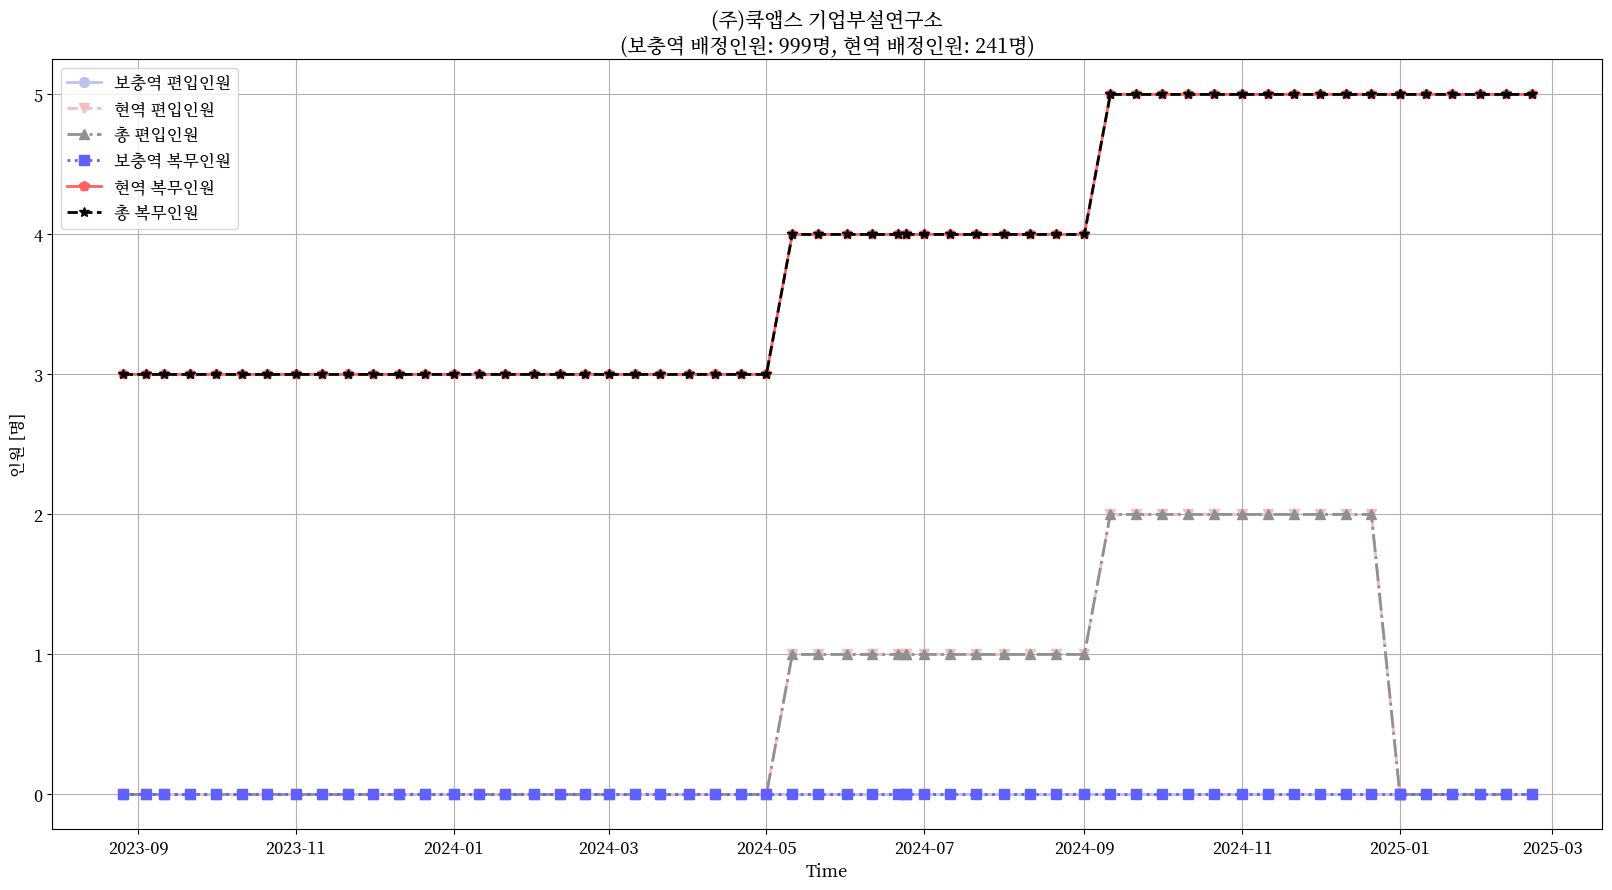 (주)쿡앱스 기업부설연구소
(보충역 배정인원: 999명, 현역 배정인원: 241명)
보충역 편입인원
현역 편입인원
총 편입인원
보충역 복무인원
현역 복무인원
총 복무인원
인원 [명]
5
4
3
2
1
0
2023-09
2023-11
2024-01
2024-03
2024-05
2024-07
2024-09
2024-11
2025-01
2025-03
Time